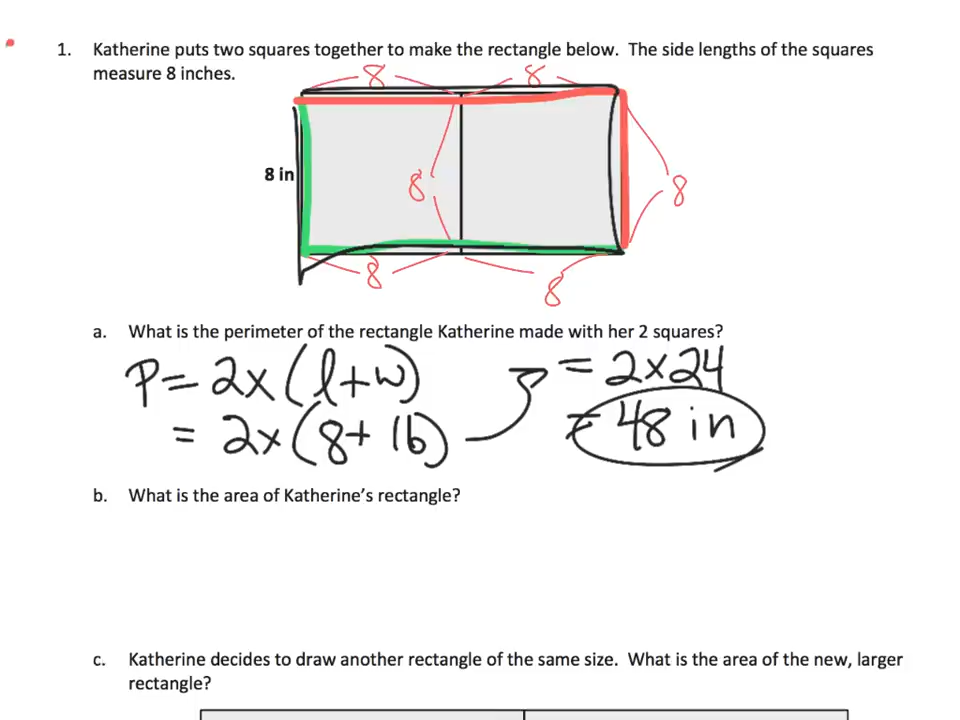 1. Katherine puts two squares together to make the rectangle below. The side lengths of the squares
measure 8 inches.
8 8
8 in 8 8
8 8
a. What is the perimeter of the rectangle Katherine made with her 2 squares?
P = 2x (l+w) = 2x24
= 2x (8+ 16) = 48 in
b. What is the area of Katherine's rectangle?
c. Katherine decides to draw another rectangle of the same size. What is the area of the new, larger
rectangle?